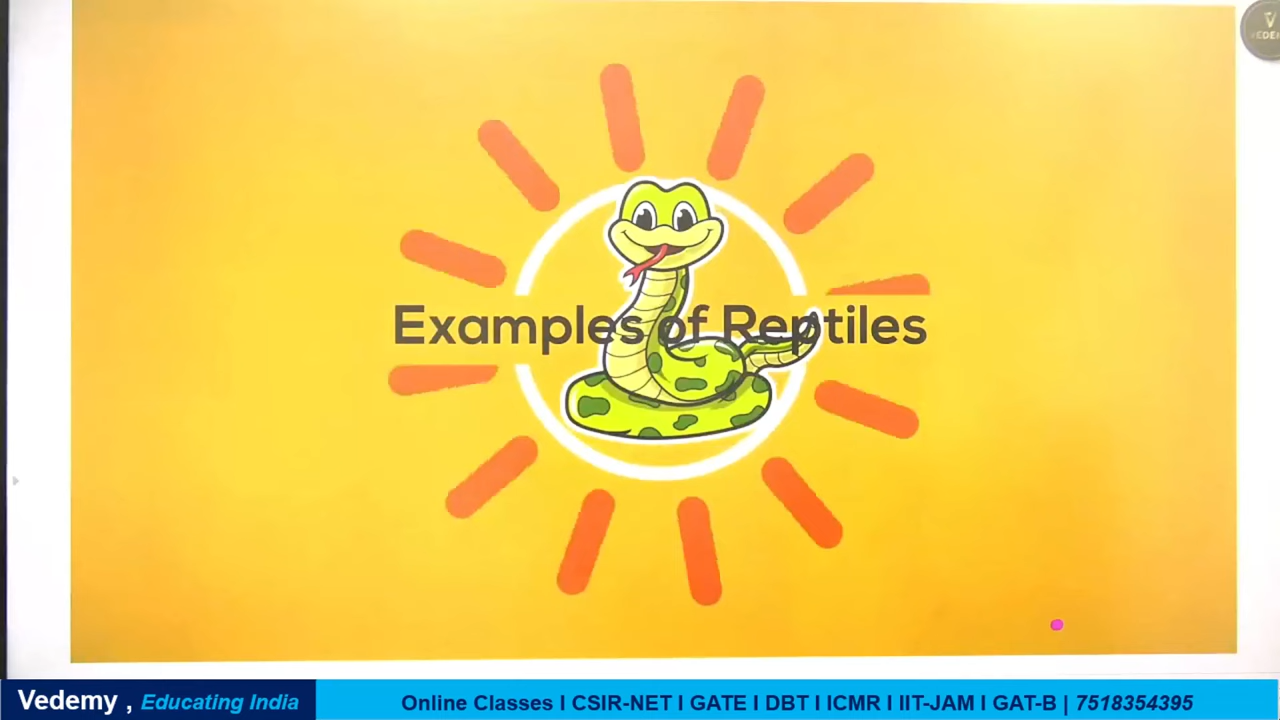 Examples of Reptiles
Vedemy , Educating India
Online Classes I CSIR-NET I GATE I DBT I ICMR I IIT-JAM I GAT-B | 7518354395